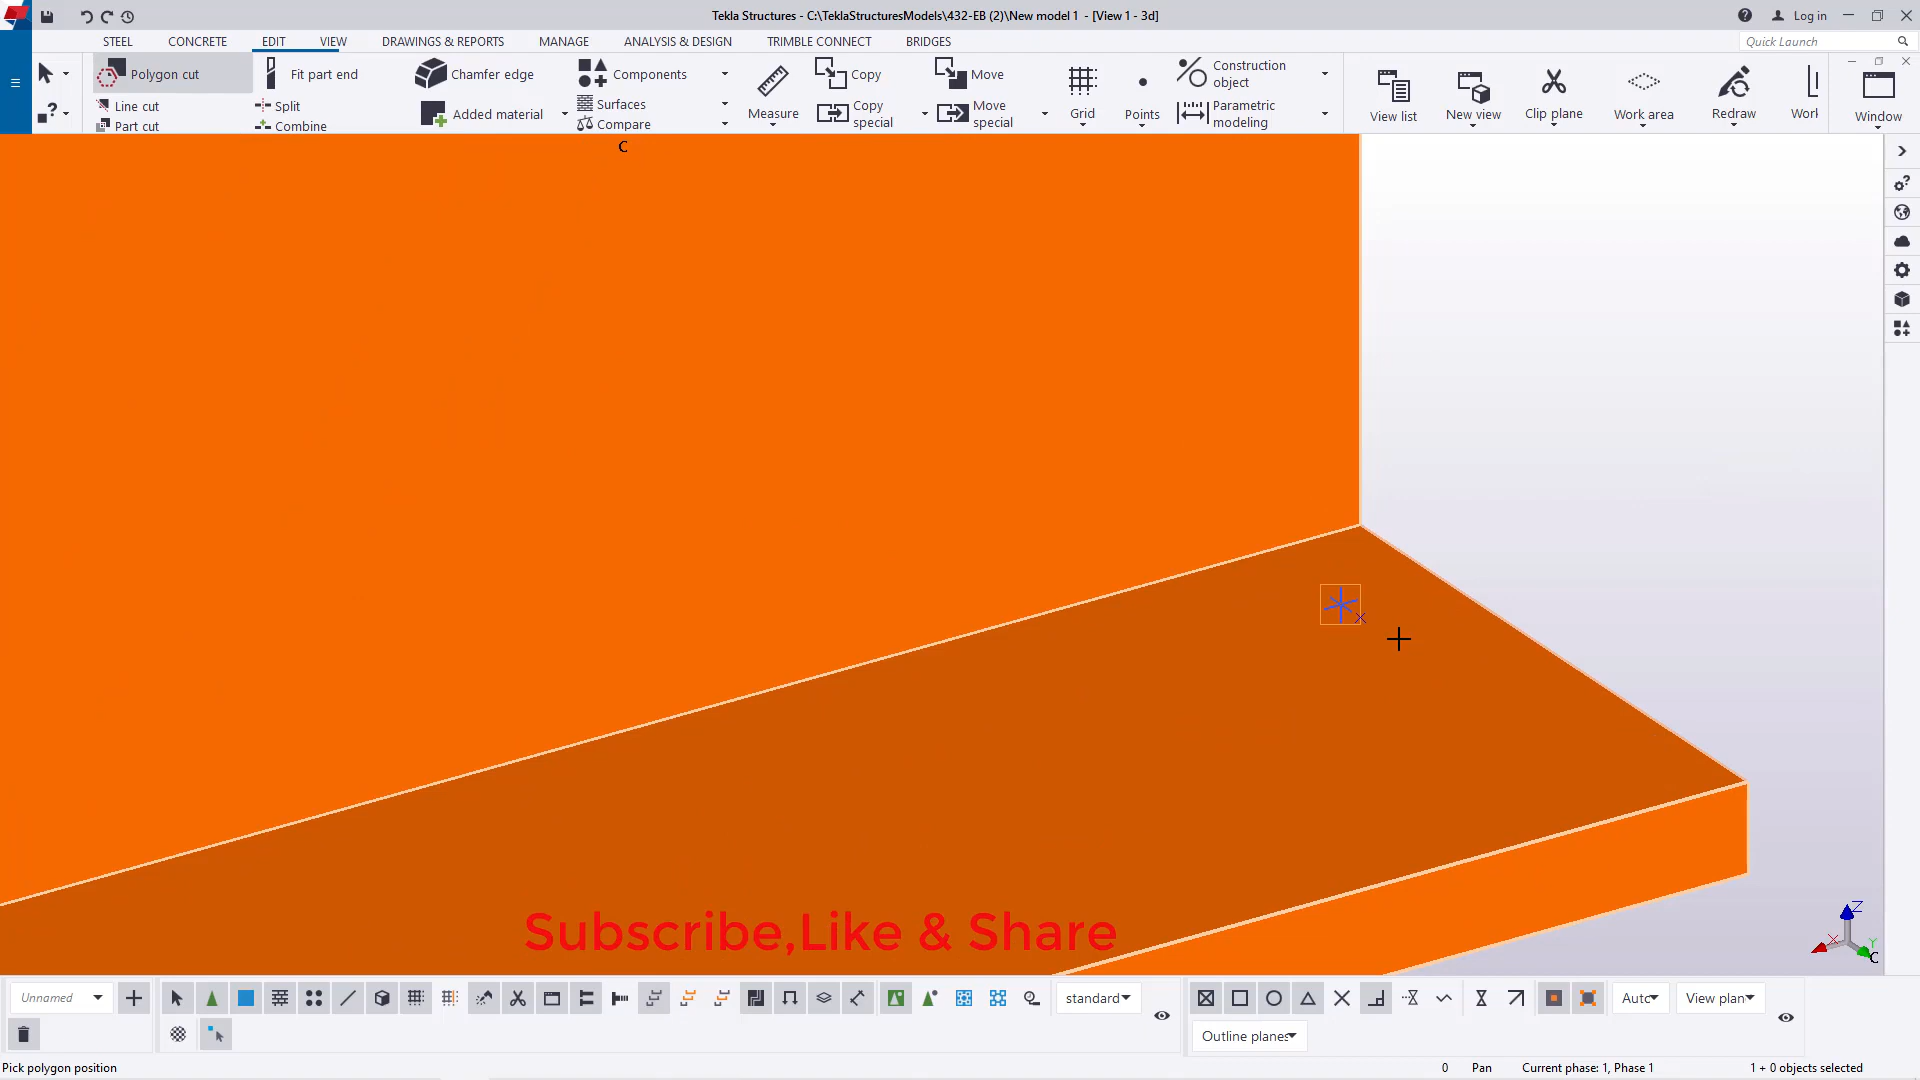 Tekla Structures - C:\TeklaStructuresModels\432-EB (2)\New model 1 - [View 1 - 3d]
Log in
STEEL CONCRETE EDIT VIEW DRAWINGS & REPORTS MANAGE ANALYSIS & DESIGN TRIMBLE CONNECT BRIDGES
Quick Launch
Polygon cut
Line cut
Part cut
Fit part end
Split
Combine
Chamfer edge
Added material
Components
Surfaces
Compare
Measure
Copy
Copy
special
Move
Move
special
Grid
Points
Construction
object
Parametric
modeling
View list
New view
Clip plane
Work area
Redraw
Worl
Window
C
Subscribe,Like & Share
Z
X
Y
C
Unnamed
standard
Auto
View plan
Outline planes
Pick polygon position
0
Pan
Current phase: 1, Phase 1
1 + 0 objects selected